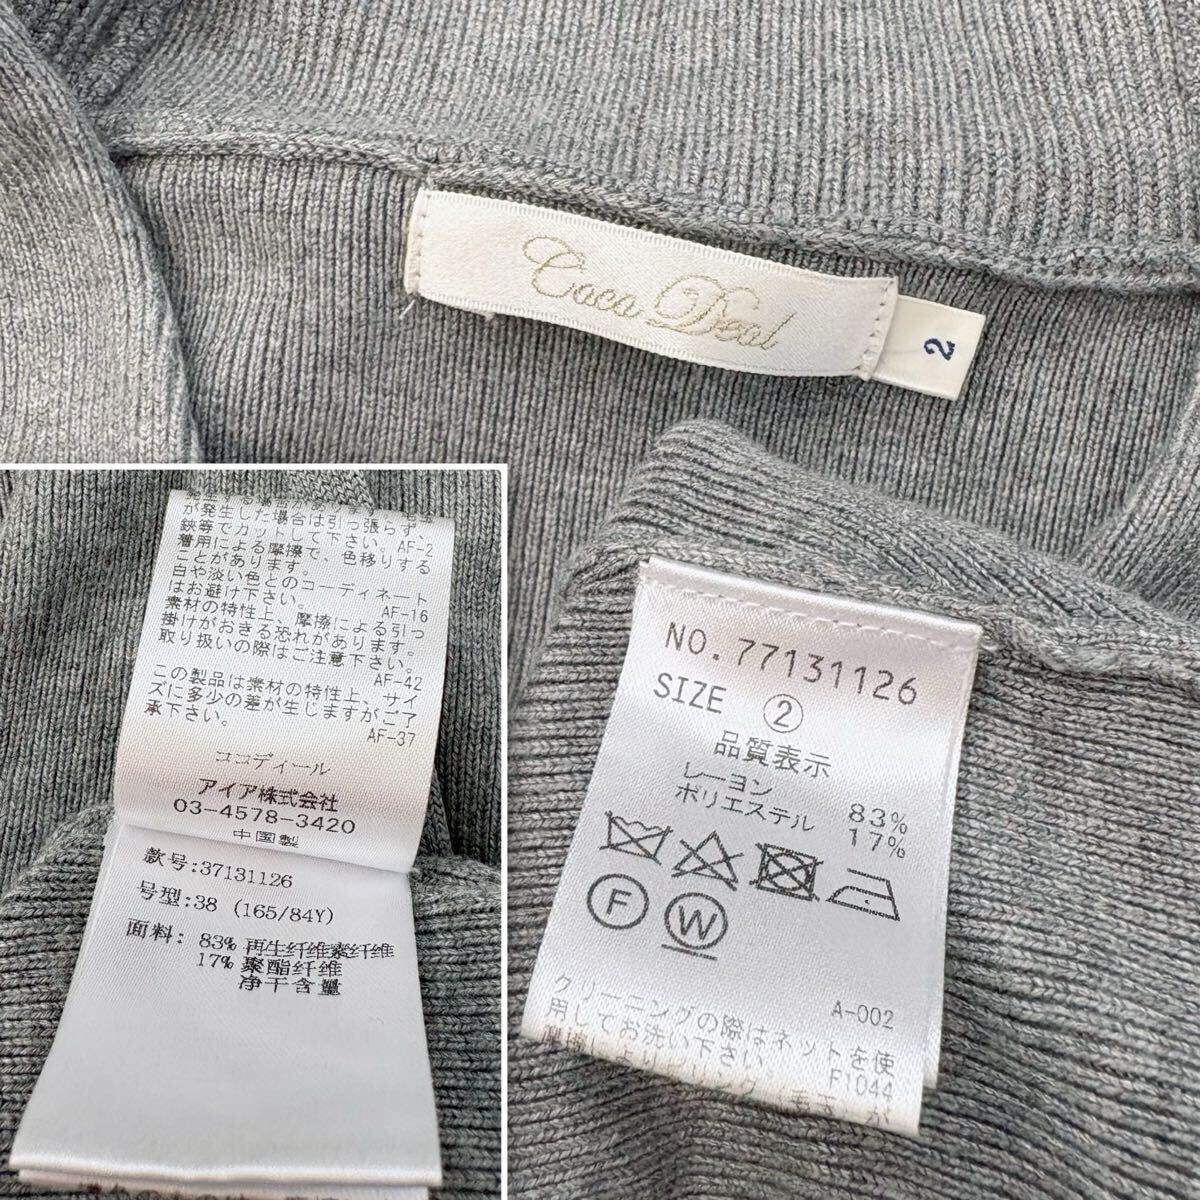 Coco Deal
2
が発生した場合は引っ張らず、
鋏等でカットして下さい。AF-2
着用による摩擦で、色移りする
ことがあります。
白や淡い色とのコーディネート
はお避け下さい。 AF-16
素材の特性上、摩擦による引っ
掛けがおきる恐れがあります。
取り扱いの際はご注意下さい。
AF-42
この製品は素材の特性上、サイ
ズに多少の差が生じますがご了
承下さい。 AF-37
ココディール
アイア株式会社
03-4578-3420
中国製
款号:37131126
号型:38 (165/84Y)
面料: 83% 再生纤维素纤维
17% 聚酯纤维
净干含量
NO.77131126
SIZE ②
品質表示
レーヨン 83%
ポリエステル 17%
F W
A-002
クリーニングの際はネットを使
用してお洗い下さい。
F1044